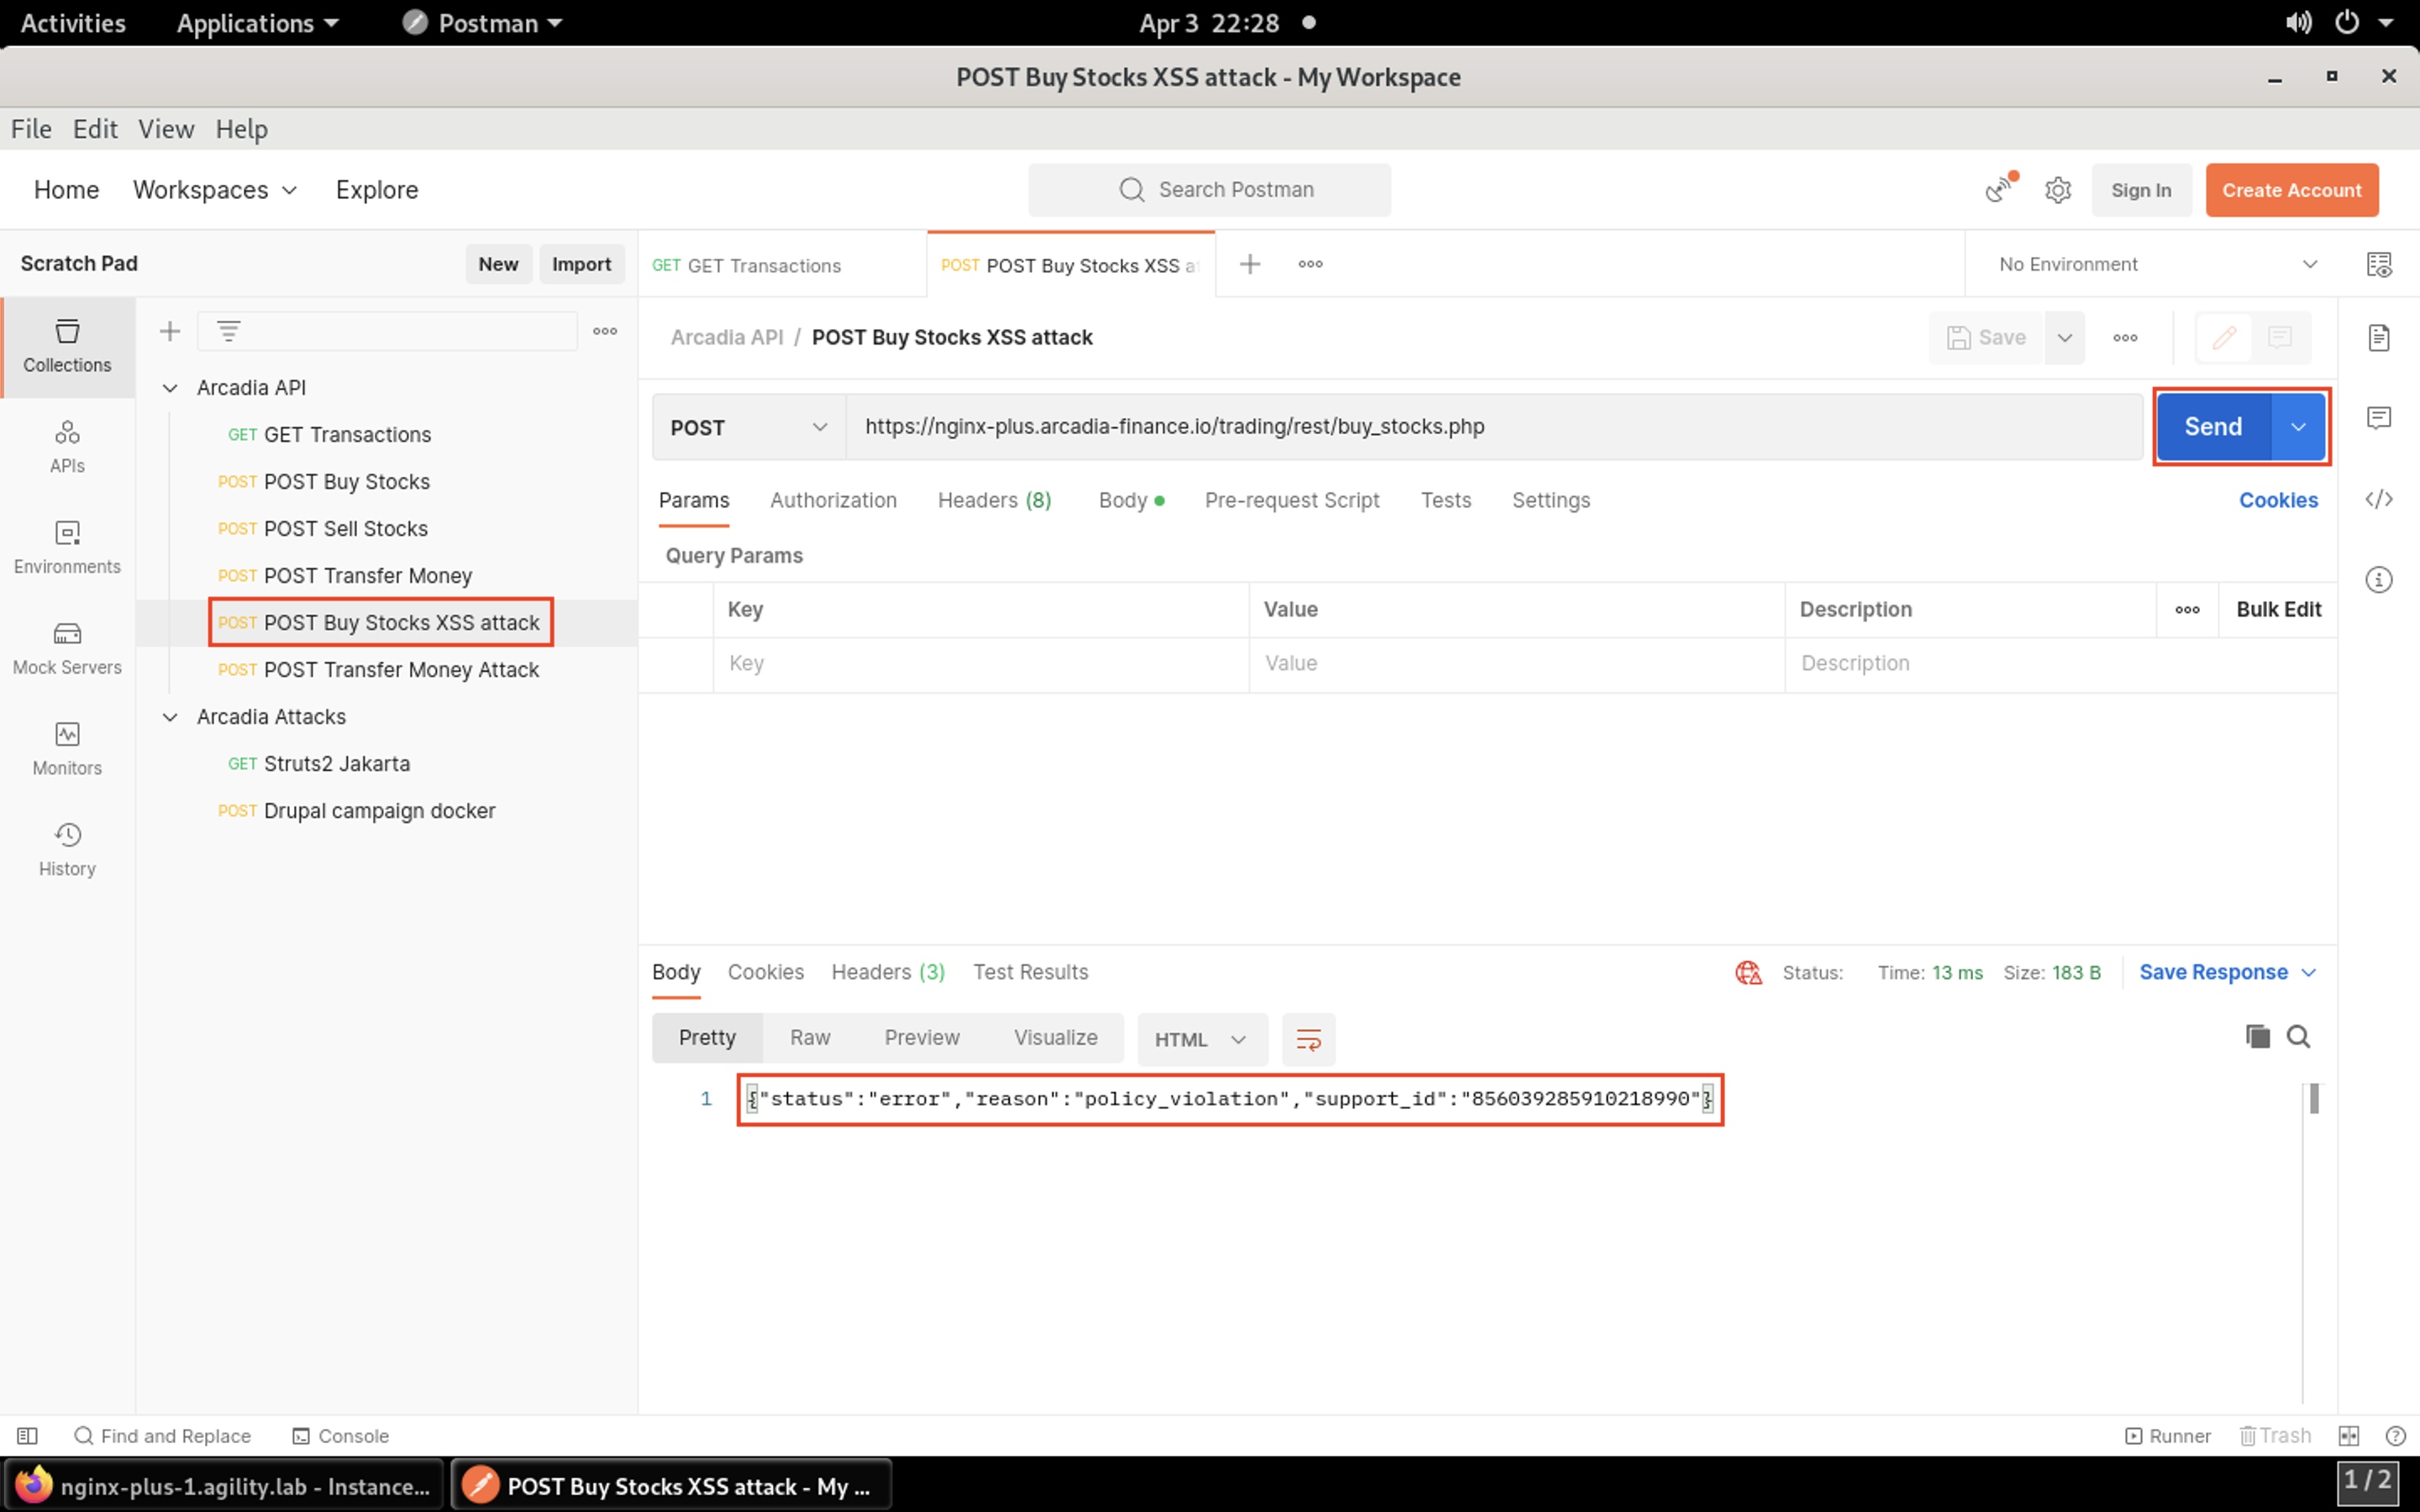 Activities Applications Postman Apr 3 22:28
POST Buy Stocks XSS attack - My Workspace
File Edit View Help
Home Workspaces Explore Search Postman Sign In Create Account
Scratch Pad New Import GET GET Transactions POST POST Buy Stocks XSS at No Environment
Collections
APIs
Environments
Mock Servers
Monitors
History
Arcadia API
GET GET Transactions
POST POST Buy Stocks
POST POST Sell Stocks
POST POST Transfer Money
POST POST Buy Stocks XSS attack
POST POST Transfer Money Attack
Arcadia Attacks
GET Struts2 Jakarta
POST Drupal campaign docker
Arcadia API / POST Buy Stocks XSS attack Save
POST https://nginx-plus.arcadia-finance.io/trading/rest/buy_stocks.php Send
Params Authorization Headers (8) Body Pre-request Script Tests Settings Cookies
Query Params
Key Value Description Bulk Edit
Key Value Description
Body Cookies Headers (3) Test Results Status: Time: 13 ms Size: 183 B Save Response
Pretty Raw Preview Visualize HTML
1 {"status":"error","reason":"policy_violation","support_id":"856039285910218990"}
Find and Replace Console Runner Trash
nginx-plus-1.agility.lab - Instance... POST Buy Stocks XSS attack - My ... 1 / 2